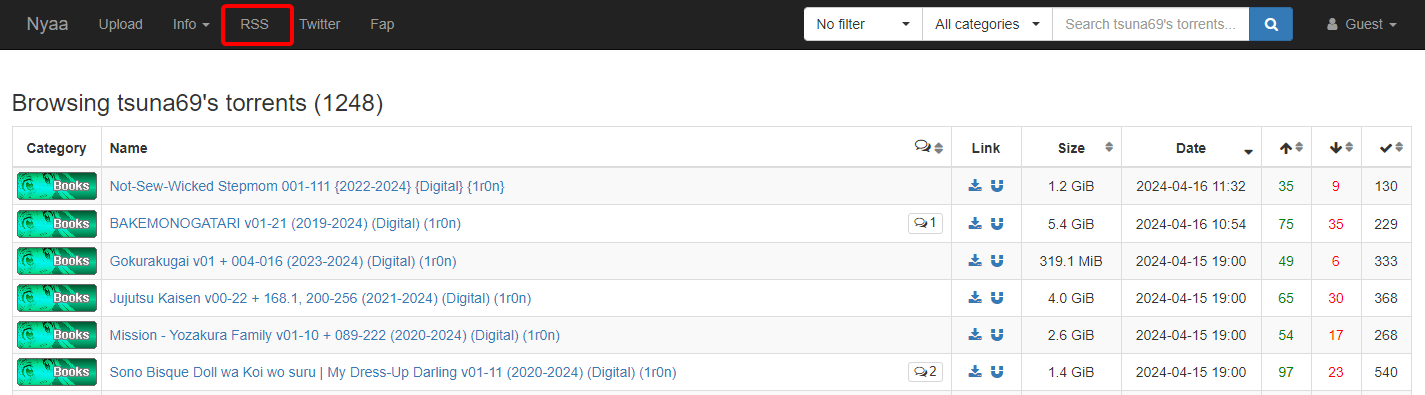 Nyaa Upload Info RSS Twitter Fap No filter All categories Search tsuna69's torrents... Guest
Browsing tsuna69's torrents (1248)
Category Name Link Size Date
Books Not-Sew-Wicked Stepmom 001-111 {2022-2024} {Digital} {1r0n} 1.2 GiB 2024-04-16 11:32 35 9 130
Books BAKEMONOGATARI v01-21 (2019-2024) (Digital) (1r0n) 1 5.4 GiB 2024-04-16 10:54 75 35 229
Books Gokurakugai v01 + 004-016 (2023-2024) (Digital) (1r0n) 319.1 MiB 2024-04-15 19:00 49 6 333
Books Jujutsu Kaisen v00-22 + 168.1, 200-256 (2021-2024) (Digital) (1r0n) 4.0 GiB 2024-04-15 19:00 65 30 368
Books Mission - Yozakura Family v01-10 + 089-222 (2020-2024) (Digital) (1r0n) 2.6 GiB 2024-04-15 19:00 54 17 268
Books Sono Bisque Doll wa Koi wo suru | My Dress-Up Darling v01-11 (2020-2024) (Digital) (1r0n) 2 1.4 GiB 2024-04-15 19:00 97 23 540